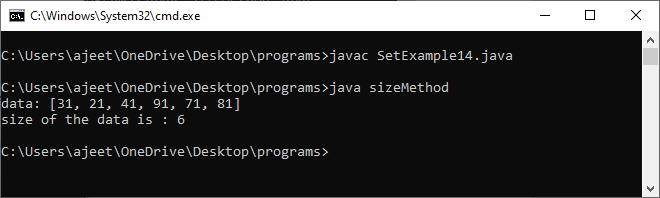 C:\Windows\System32\cmd.exe
C:\Users\ajeet\OneDrive\Desktop\programs>javac SetExample14.java
C:\Users\ajeet\OneDrive\Desktop\programs>java sizeMethod
data: [31, 21, 41, 91, 71, 81]
size of the data is : 6
C:\Users\ajeet\OneDrive\Desktop\programs>